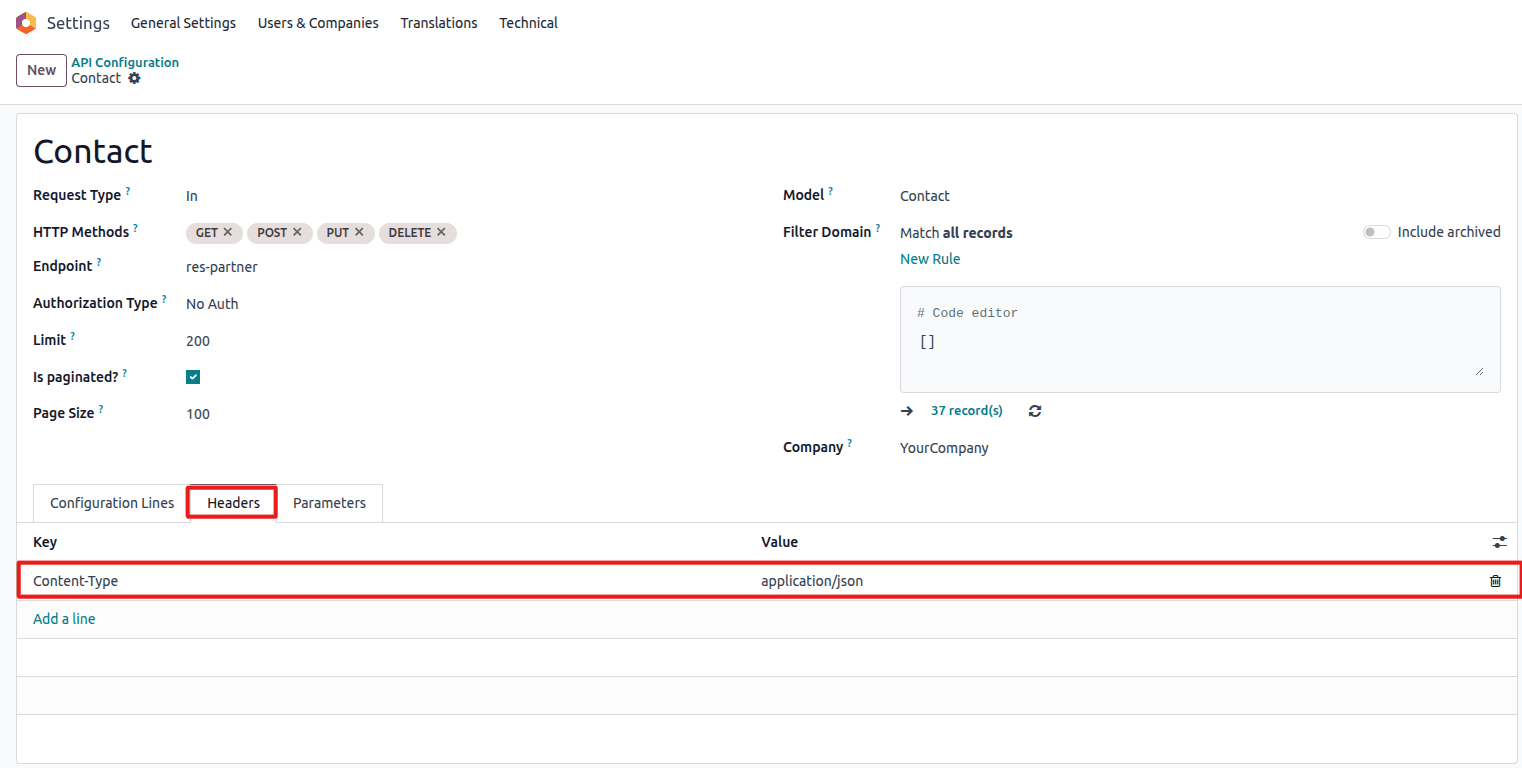 Settings General Settings Users & Companies Translations Technical
New API Configuration
Contact
Contact
Request Type ? In
HTTP Methods ? GET POST PUT DELETE
Endpoint ? res-partner
Authorization Type ? No Auth
Limit ? 200
Is paginated? ?
Page Size ? 100
Model ? Contact
Filter Domain ? Match all records Include archived
New Rule
# Code editor
[]
37 record(s)
Company ? YourCompany
Configuration Lines Headers Parameters
Key Value
Content-Type application/json
Add a line